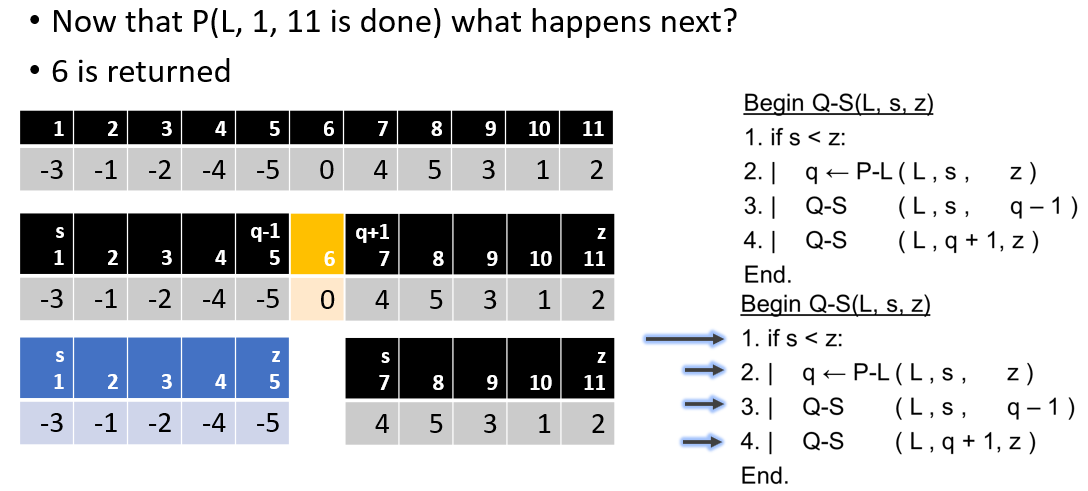 • Now that P(L, 1, 11 is done) what happens next?
• 6 is returned
1 2 3 4 5 6 7 8 9 10 11
-3 -1 -2 -4 -5 0 4 5 3 1 2
s q-1 q+1 z
1 2 3 4 5 6 7 8 9 10 11
-3 -1 -2 -4 -5 0 4 5 3 1 2
s z
1 2 3 4 5
-3 -1 -2 -4 -5
s z
7 8 9 10 11
4 5 3 1 2
Begin Q-S(L, s, z)
1. if s < z:
2. | q ← P-L ( L , s , z )
3. | Q-S ( L , s , q – 1 )
4. | Q-S ( L , q + 1, z )
End.
Begin Q-S(L, s, z)
1. if s < z:
2. | q ← P-L ( L , s , z )
3. | Q-S ( L , s , q – 1 )
4. | Q-S ( L , q + 1, z )
End.